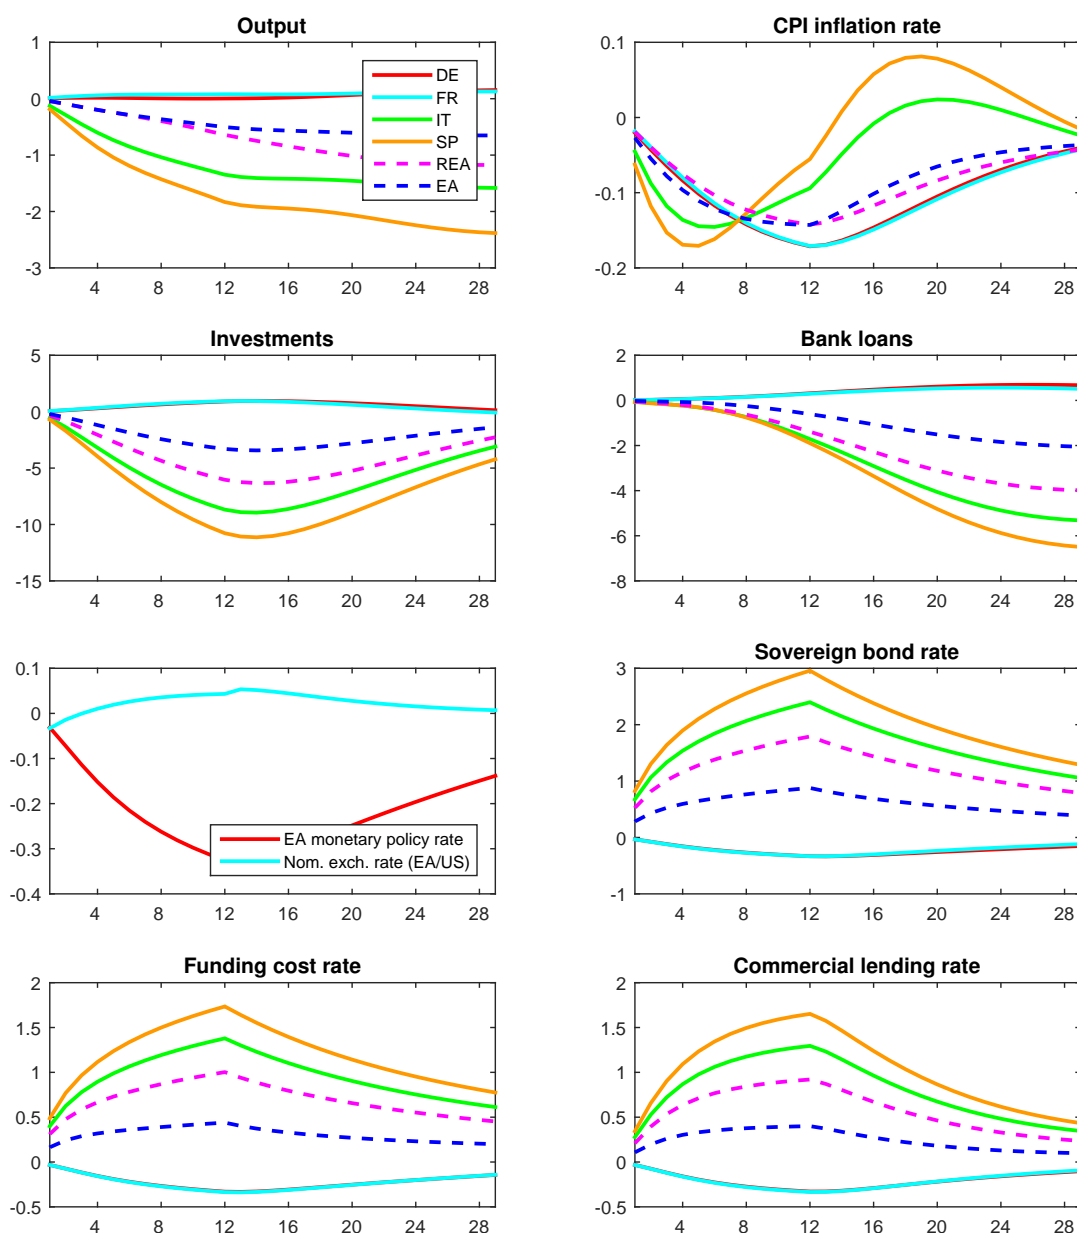 Output
1
0
-1
-2
-3
4 8 12 16 20 24 28
DE
FR
IT
SP
REA
EA
CPI inflation rate
0.1
0
-0.1
-0.2
4 8 12 16 20 24 28
Investments
5
0
-5
-10
-15
4 8 12 16 20 24 28
Bank loans
2
0
-2
-4
-6
-8
4 8 12 16 20 24 28
0.1
0
-0.1
-0.2
-0.3
-0.4
4 8 12 16 20 24 28
EA monetary policy rate
Nom. exch. rate (EA/US)
Sovereign bond rate
3
2
1
0
-1
4 8 12 16 20 24 28
Funding cost rate
2
1.5
1
0.5
0
-0.5
4 8 12 16 20 24 28
Commercial lending rate
2
1.5
1
0.5
0
-0.5
4 8 12 16 20 24 28